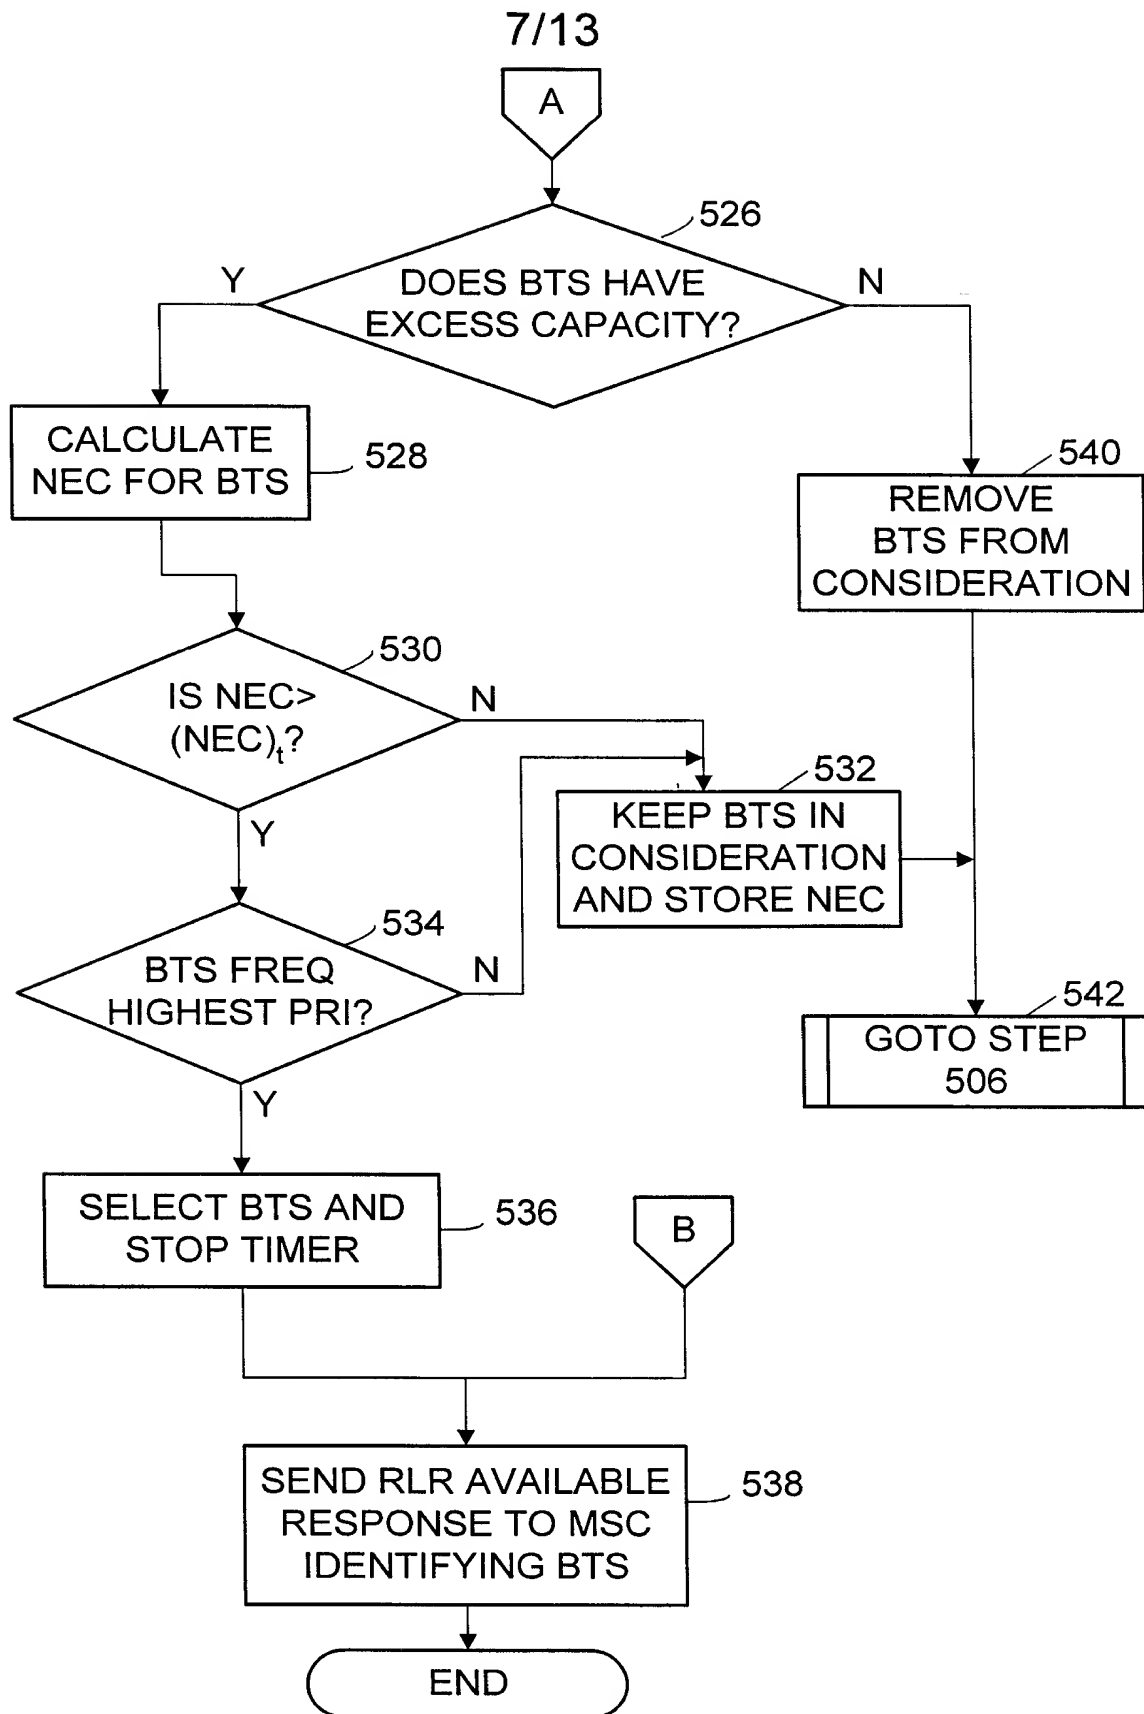 7/13
A
526
DOES BTS HAVE
EXCESS CAPACITY?
Y
N
CALCULATE
NEC FOR BTS
528
540
REMOVE
BTS FROM
CONSIDERATION
530
IS NEC>
(NEC)t?
N
Y
532
KEEP BTS IN
CONSIDERATION
AND STORE NEC
534
BTS FREQ
HIGHEST PRI?
N
Y
542
GOTO STEP
506
SELECT BTS AND
STOP TIMER
536
B
SEND RLR AVAILABLE
RESPONSE TO MSC
IDENTIFYING BTS
538
END